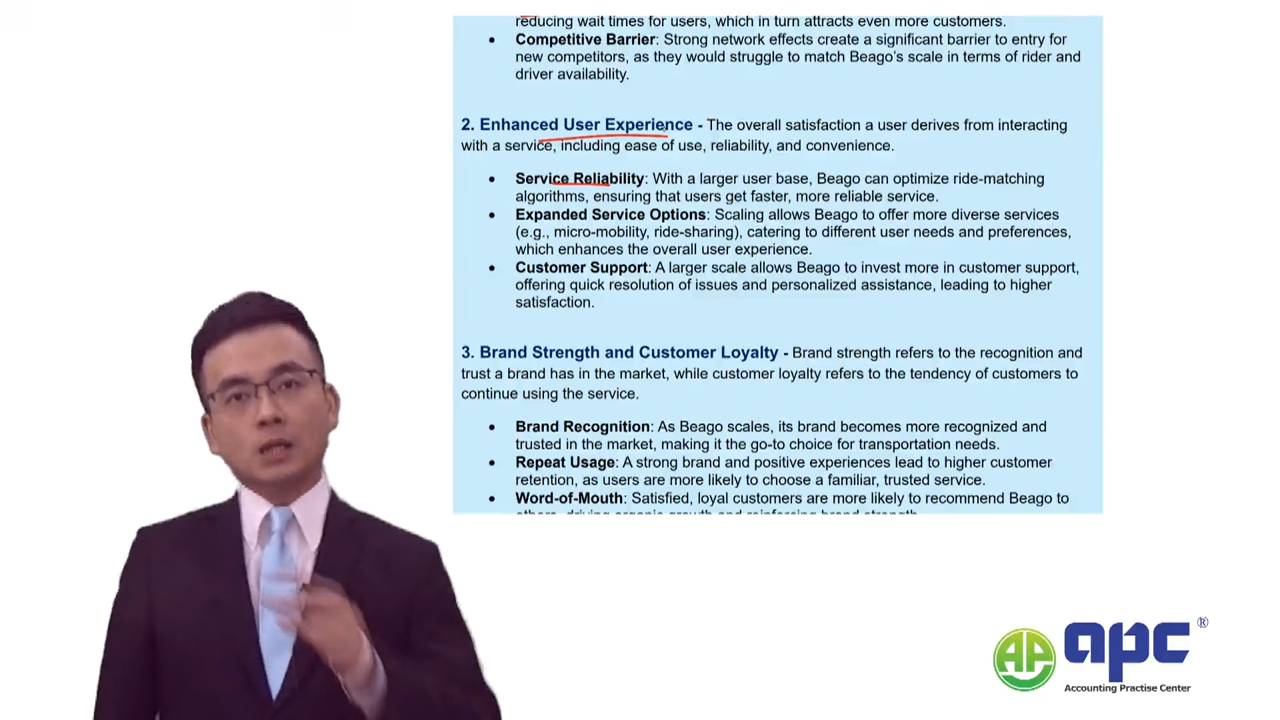 reducing wait times for users, which in turn attracts even more customers.
• Competitive Barrier: Strong network effects create a significant barrier to entry for
new competitors, as they would struggle to match Beago's scale in terms of rider and
driver availability.
2. Enhanced User Experience - The overall satisfaction a user derives from interacting
with a service, including ease of use, reliability, and convenience.
• Service Reliability: With a larger user base, Beago can optimize ride-matching
algorithms, ensuring that users get faster, more reliable service.
• Expanded Service Options: Scaling allows Beago to offer more diverse services
(e.g., micro-mobility, ride-sharing), catering to different user needs and preferences,
which enhances the overall user experience.
• Customer Support: A larger scale allows Beago to invest more in customer support,
offering quick resolution of issues and personalized assistance, leading to higher
satisfaction.
3. Brand Strength and Customer Loyalty - Brand strength refers to the recognition and
trust a brand has in the market, while customer loyalty refers to the tendency of customers to
continue using the service.
• Brand Recognition: As Beago scales, its brand becomes more recognized and
trusted in the market, making it the go-to choice for transportation needs.
• Repeat Usage: A strong brand and positive experiences lead to higher customer
retention, as users are more likely to choose a familiar, trusted service.
• Word-of-Mouth: Satisfied, loyal customers are more likely to recommend Beago to
others, driving organic growth and reinforcing brand strength.
AP apc ®
Accounting Practise Center